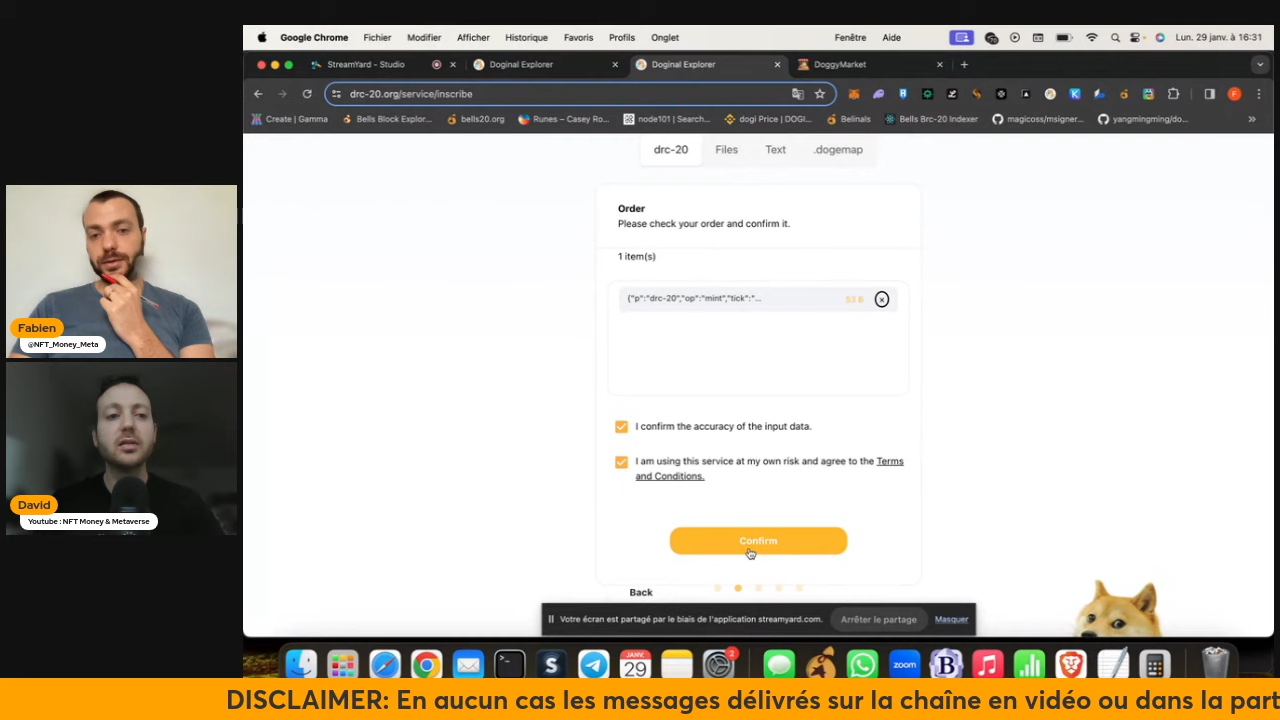 Google Chrome Fichier Modifier Afficher Historique Favoris Profils Onglet Fenêtre Aide Lun. 29 janv. à 16:31
StreamYard - Studio Doginal Explorer Doginal Explorer DoggyMarket
drc-20.org/service/inscribe
Create | Gamma Bells Block Explor... bells20.org Runes – Casey Ro... node101 | Search... dogi Price | DOGI... Belinals Bells Brc-20 Indexer magicoss/msigner... yangmingming/do...
drc-20 Files Text .dogemap
Order
Please check your order and confirm it.
1 item(s)
{"p":"drc-20","op":"mint","tick":"... 53 B
I confirm the accuracy of the input data.
I am using this service at my own risk and agree to the Terms
and Conditions.
Confirm
Back
Votre écran est partagé par le biais de l'application streamyard.com. Arrêter le partage Masquer
Fabien
@NFT_Money_Meta
David
Youtube : NFT Money & Metaverse
JANV.
29
2
zoom
DISCLAIMER: En aucun cas les messages délivrés sur la chaîne en vidéo ou dans la part